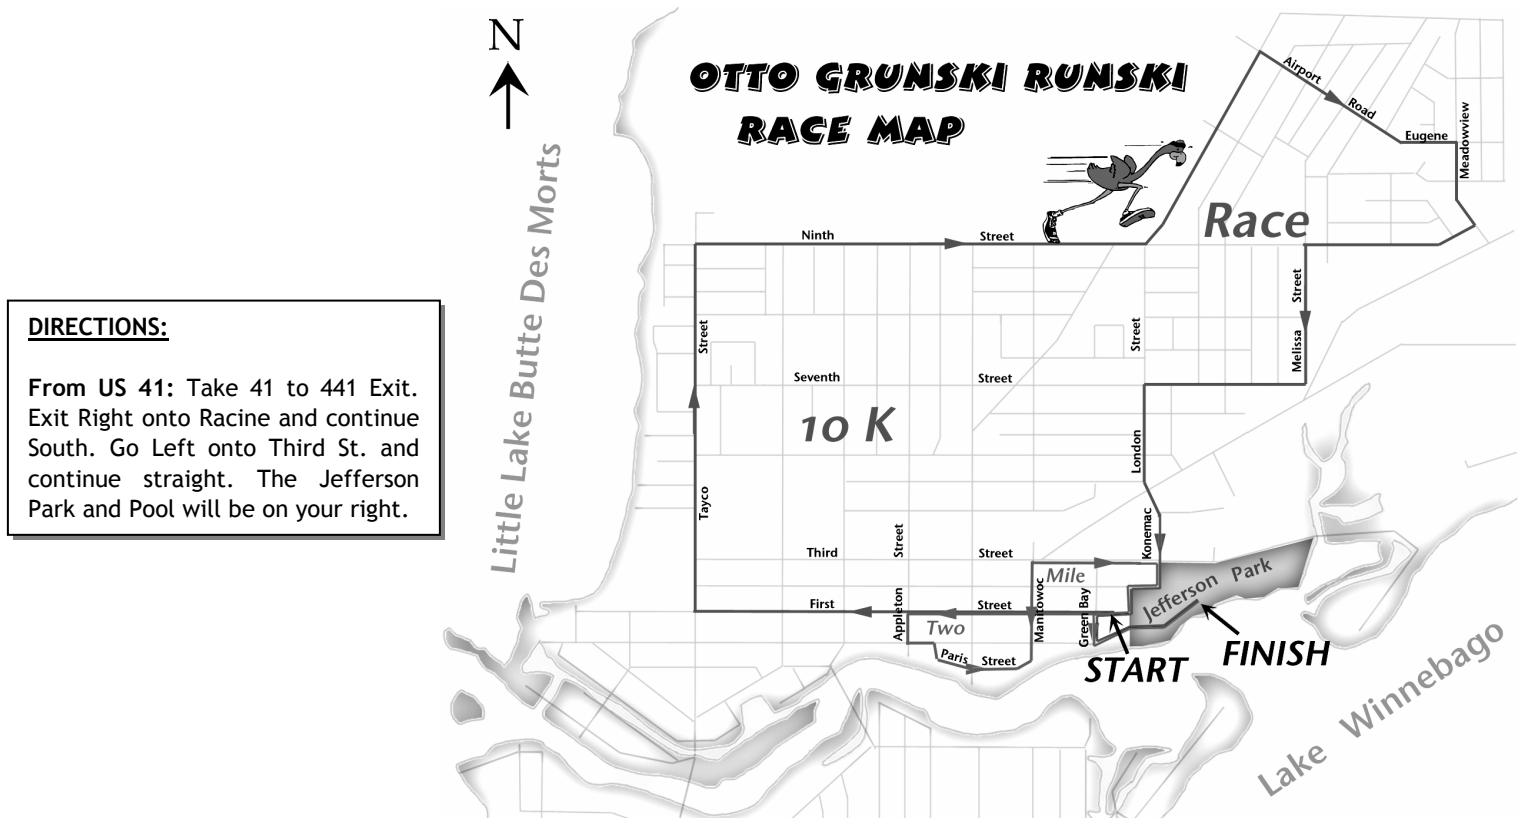 N
OTTO GRUNSKI RUNSKI
RACE MAP
Little Lake Butte Des Morts
DIRECTIONS:
From US 41: Take 41 to 441 Exit.
Exit Right onto Racine and continue
South. Go Left onto Third St. and
continue straight. The Jefferson
Park and Pool will be on your right.
Airport Road
Eugene
Meadowview
Race
Ninth Street
Tayco Street
Seventh Street
10 K
London Street
Melissa Street
Konemac
Third Street
Appleton Street
Mile
Manitowoc
Green Bay
First Street
Two
Paris Street
Jefferson Park
START
FINISH
Lake Winnebago